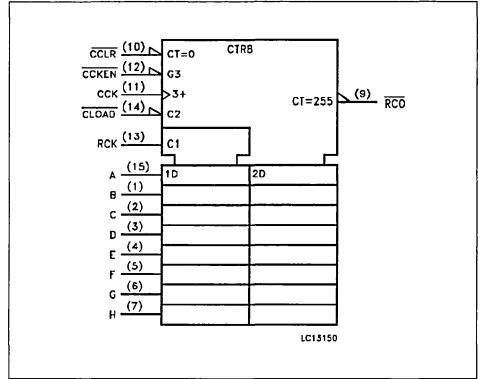 CTR8
CCLR (10) CT=0
CCKEN (12) G3
CCK (11) 3+
CLOAD (14) C2
CT=255 (9) RCO
RCK (13) C1
A (15) 1D 2D
B (1)
C (2)
D (3)
E (4)
F (5)
G (6)
H (7)
LC13150